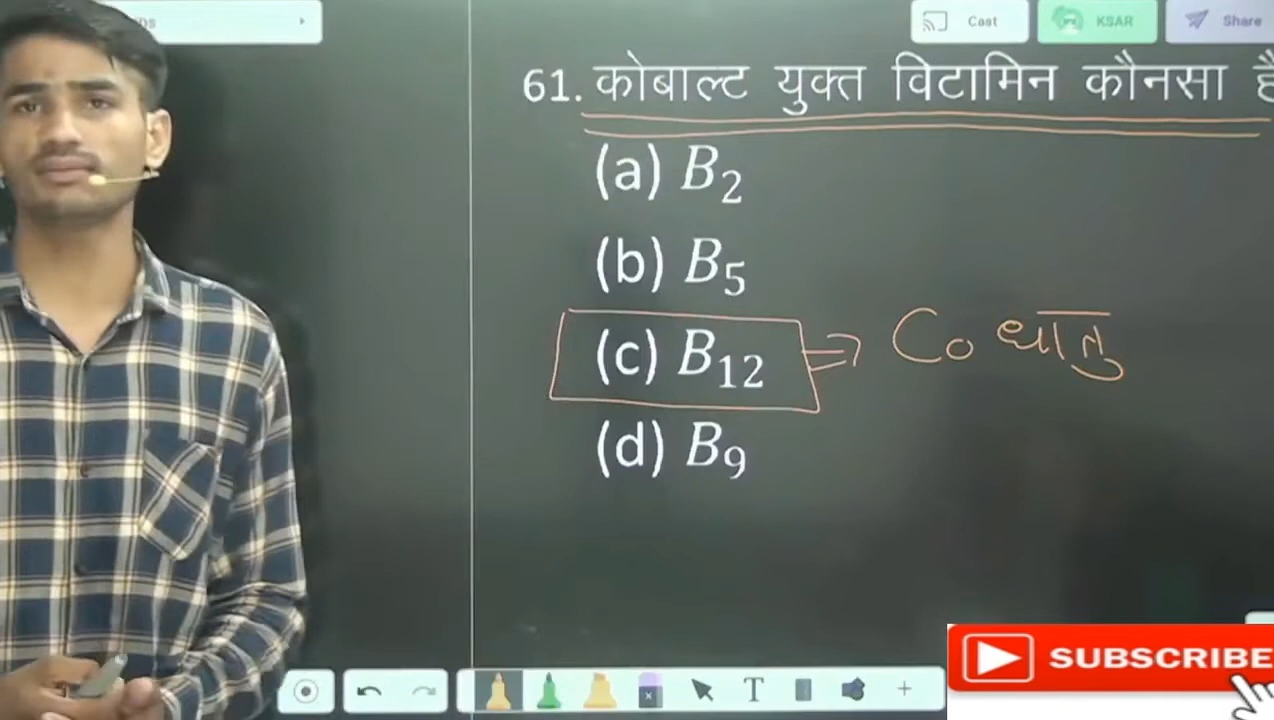 Cast
KSAR
Share
61. कोबाल्ट युक्त विटामिन कौनसा है
(a) B₂
(b) B₅
(c) B₁₂ ⇒ Co धातु
(d) B₉
T
SUBSCRIBE